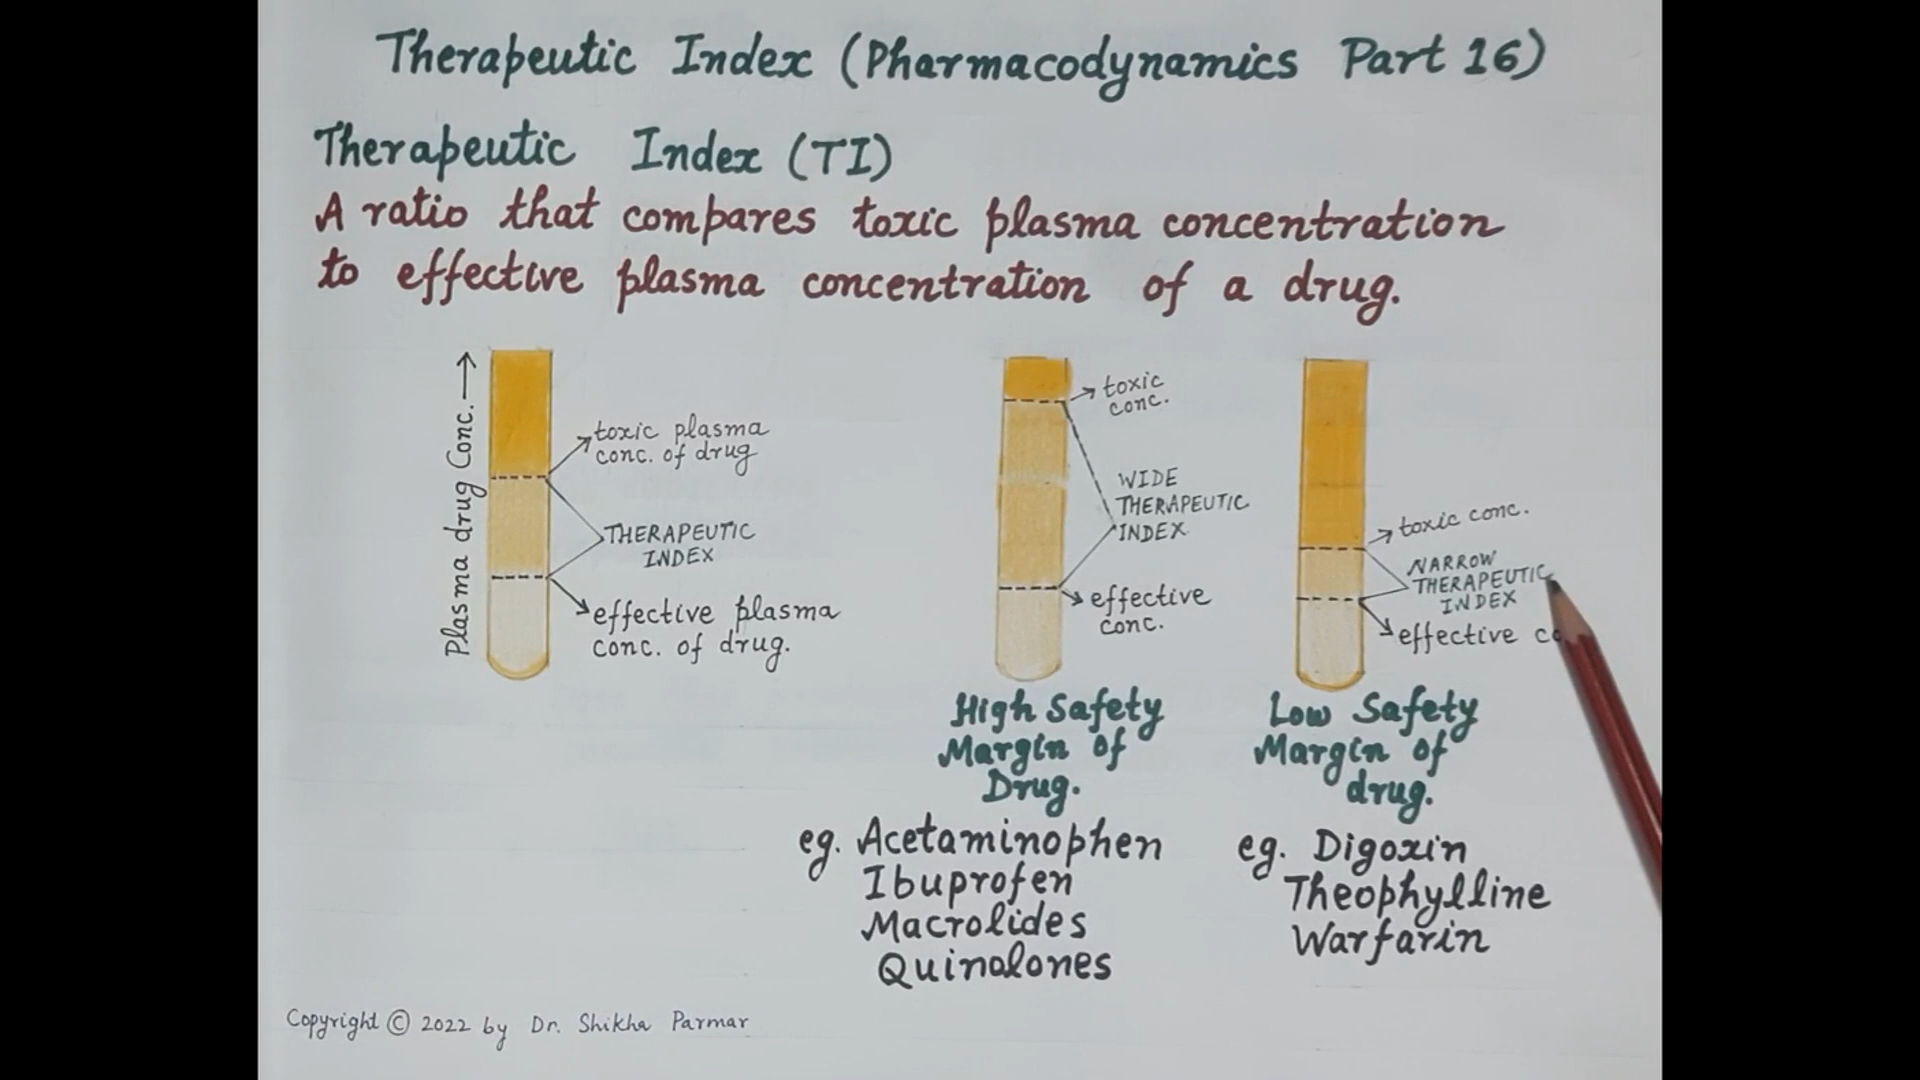 Therapeutic Index (Pharmacodynamics Part 16)
Therapeutic Index (TI)
A ratio that compares toxic plasma concentration
to effective plasma concentration of a drug.
Plasma drug Conc.
toxic plasma
conc. of drug
THERAPEUTIC
INDEX
effective plasma
conc. of drug.
toxic
conc.
WIDE
THERAPEUTIC
INDEX
effective
conc.
High Safety
Margin of
Drug.
eg. Acetaminophen
Ibuprofen
Macrolides
Quinolones
toxic conc.
NARROW
THERAPEUTIC
INDEX
effective
Low Safety
Margin of
drug.
eg. Digoxin
Theophylline
Warfarin
Copyright © 2022 by Dr. Shikha Parmar